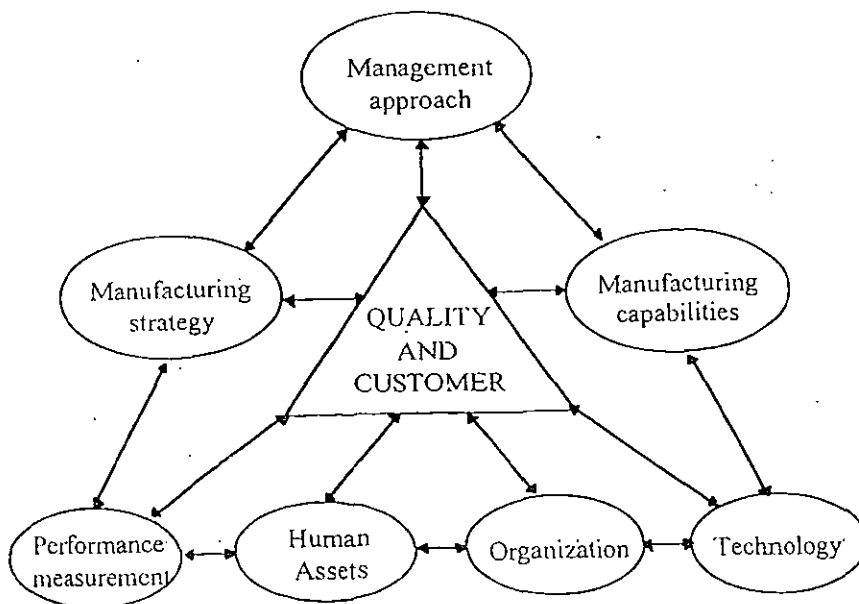 Management
approach
Manufacturing
strategy
Manufacturing
capabilities
QUALITY
AND
CUSTOMER
Performance
measurement
Human
Assets
Organization
Technology